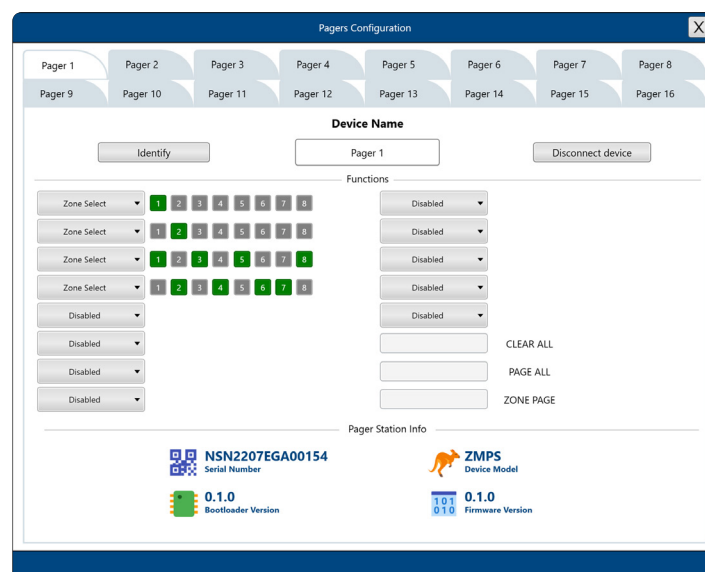 Pagers Configuration
X
Pager 1 Pager 2 Pager 3 Pager 4 Pager 5 Pager 6 Pager 7 Pager 8
Pager 9 Pager 10 Pager 11 Pager 12 Pager 13 Pager 14 Pager 15 Pager 16
Device Name
Identify Pager 1 Disconnect device
Functions
Zone Select 1 2 3 4 5 6 7 8 Disabled
Zone Select 1 2 3 4 5 6 7 8 Disabled
Zone Select 1 2 3 4 5 6 7 8 Disabled
Zone Select 1 2 3 4 5 6 7 8 Disabled
Disabled Disabled
Disabled CLEAR ALL
Disabled PAGE ALL
Disabled ZONE PAGE
Pager Station Info
NSN2207EGA00154 ZMPS
Serial Number Device Model
0.1.0 101 010 0.1.0
Bootloader Version Firmware Version